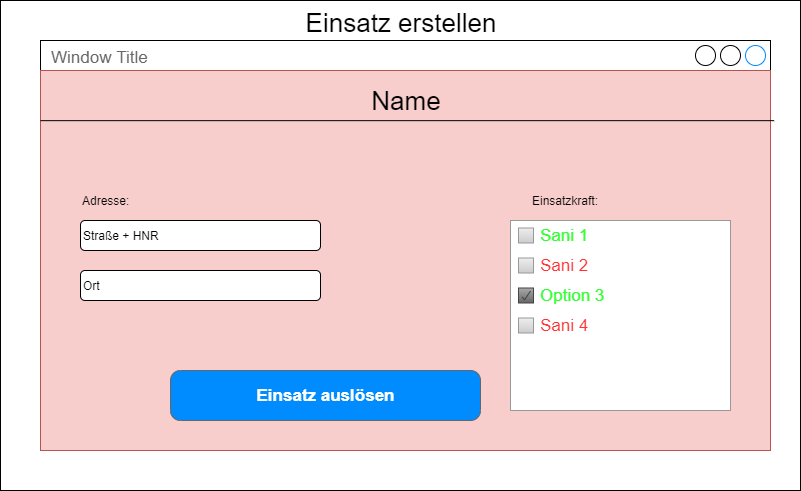 Einsatz erstellen
Window Title
Name
Adresse:
Einsatzkraft:
Straße + HNR
Ort
Sani 1
Sani 2
Option 3
Sani 4
Einsatz auslösen